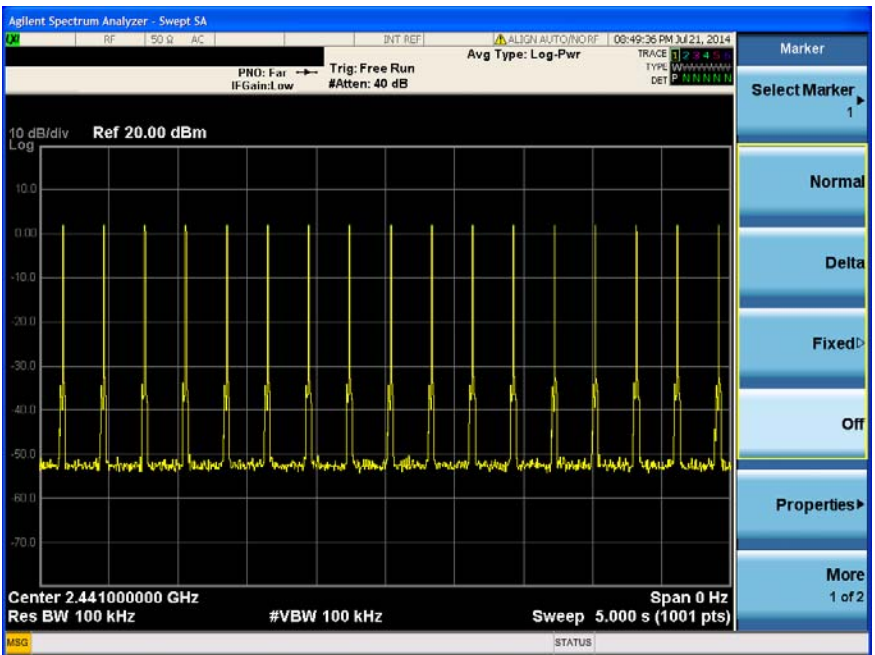 Agilent Spectrum Analyzer - Swept SA
RF 50 Ω AC INT REF ALIGN AUTO/NO RF 08:49:36 PM Jul 21, 2014
Marker
Avg Type: Log-Pwr TRACE 1 2 3 4 5 6
PNO: Far Trig: Free Run TYPE WWWWWW
IFGain:Low #Atten: 40 dB DET P N N N N N
Select Marker
1
10 dB/div Ref 20.00 dBm
Log
10.0
0.00
-10.0
-20.0
-30.0
-40.0
-50.0
-60.0
-70.0
Normal
Delta
Fixed
Off
Properties
More
1 of 2
Center 2.441000000 GHz Span 0 Hz
Res BW 100 kHz #VBW 100 kHz Sweep 5.000 s (1001 pts)
MSG STATUS